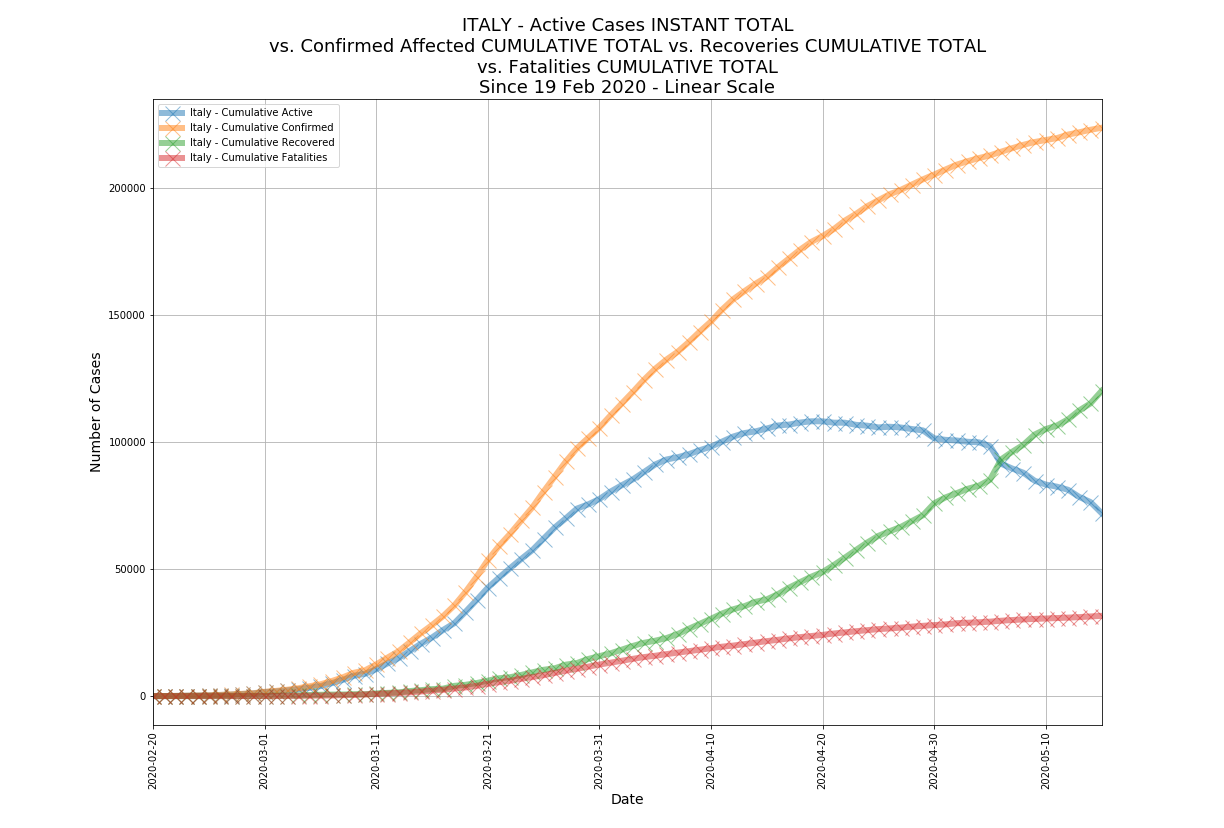 ITALY - Active Cases INSTANT TOTAL
vs. Confirmed Affected CUMULATIVE TOTAL vs. Recoveries CUMULATIVE TOTAL
vs. Fatalities CUMULATIVE TOTAL
Since 19 Feb 2020 - Linear Scale
Italy - Cumulative Active
Italy - Cumulative Confirmed
Italy - Cumulative Recovered
Italy - Cumulative Fatalities
Number of Cases
200000
150000
100000
50000
0
2020-02-20
2020-03-01
2020-03-11
2020-03-21
2020-03-31
2020-04-10
2020-04-20
2020-04-30
2020-05-10
Date